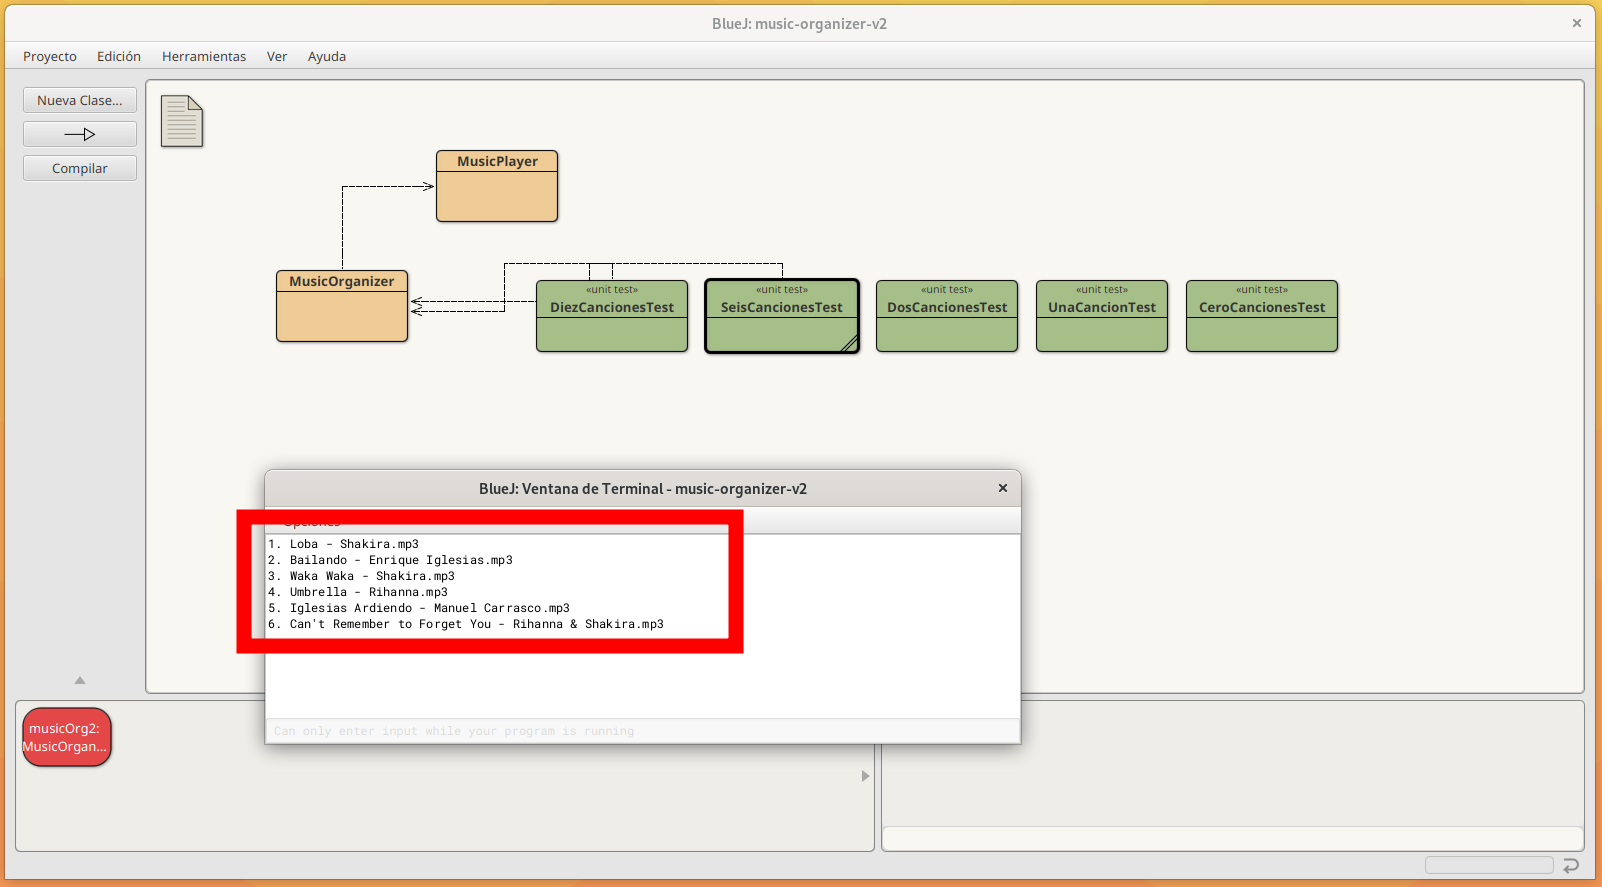 BlueJ: music-organizer-v2
Proyecto Edición Herramientas Ver Ayuda
Nueva Clase...
Compilar
MusicPlayer
MusicOrganizer
«unit test»
DiezCancionesTest
«unit test»
SeisCancionesTest
«unit test»
DosCancionesTest
«unit test»
UnaCancionTest
«unit test»
CeroCancionesTest
BlueJ: Ventana de Terminal - music-organizer-v2
Opciones
1. Loba - Shakira.mp3
2. Bailando - Enrique Iglesias.mp3
3. Waka Waka - Shakira.mp3
4. Umbrella - Rihanna.mp3
5. Iglesias Ardiendo - Manuel Carrasco.mp3
6. Can't Remember to Forget You - Rihanna & Shakira.mp3
Can only enter input while your program is running
musicOrg2:
MusicOrgan...